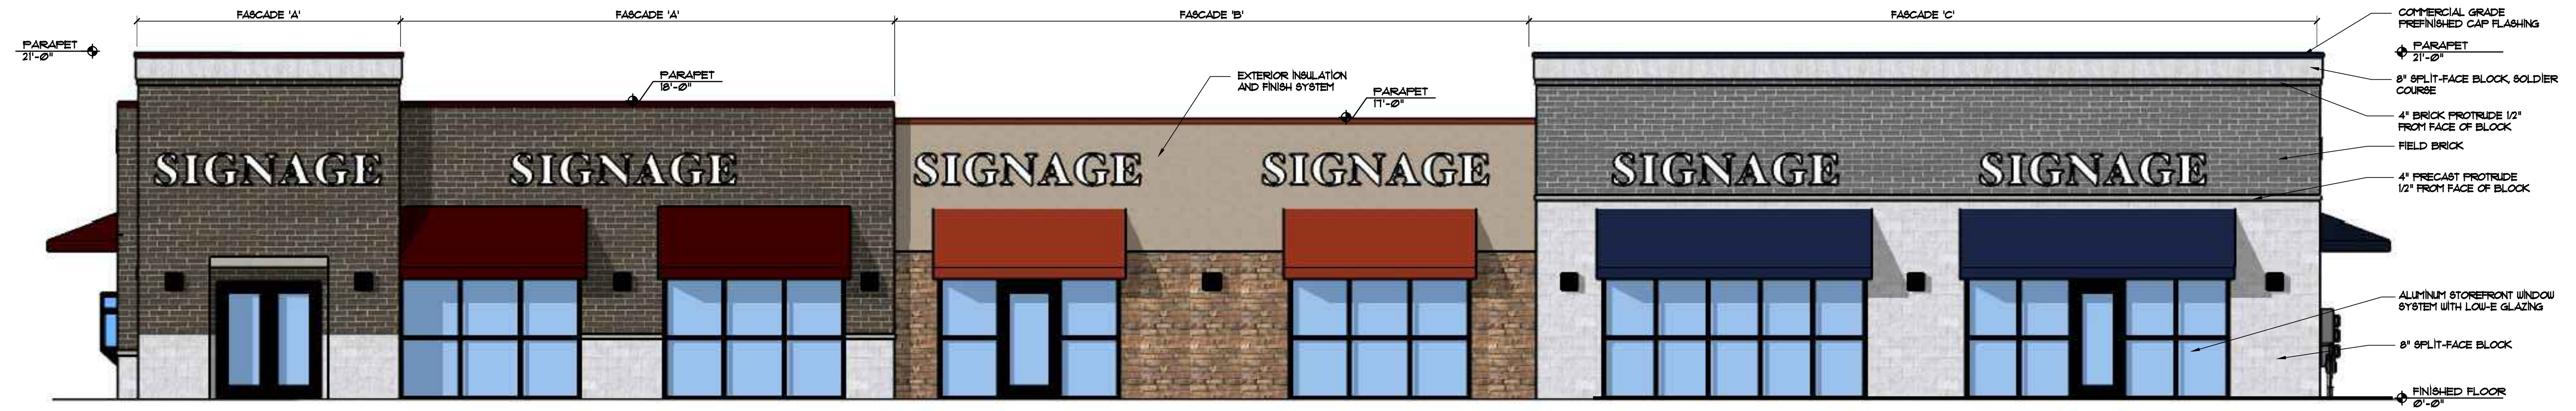 FASCADE 'A'
FASCADE 'A'
FASCADE 'B'
FASCADE 'C'
PARAPET
21'-0"
PARAPET
18'-0"
EXTERIOR INSULATION
AND FINISH SYSTEM
PARAPET
17'-0"
SIGNAGE
SIGNAGE
SIGNAGE
SIGNAGE
SIGNAGE
SIGNAGE
COMMERCIAL GRADE
PREFINISHED CAP FLASHING
PARAPET
21'-0"
8" SPLIT-FACE BLOCK, SOLDIER
COURSE
4" BRICK PROTRUDE 1/2"
FROM FACE OF BLOCK
FIELD BRICK
4" PRECAST PROTRUDE
1/2" FROM FACE OF BLOCK
ALUMINUM STOREFRONT WINDOW
SYSTEM WITH LOW-E GLAZING
8" SPLIT-FACE BLOCK
FINISHED FLOOR
0'-0"